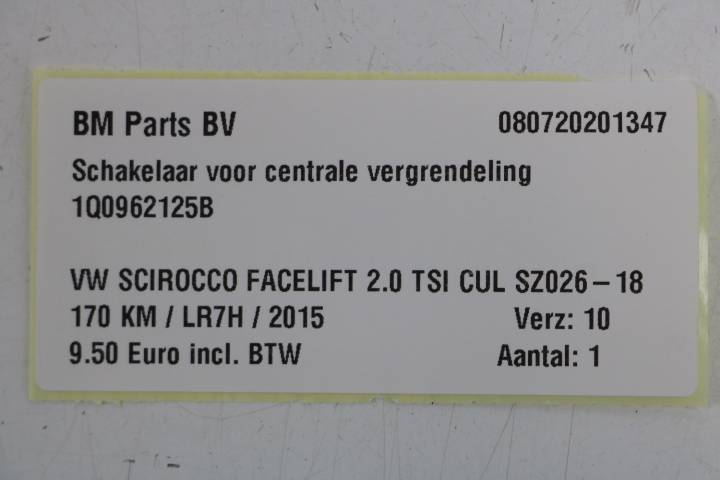 BM Parts BV 080720201347
Schakelaar voor centrale vergrendeling
1Q0962125B
VW SCIROCCO FACELIFT 2.0 TSI CUL SZ026-18
170 KM / LR7H / 2015 Verz: 10
9.50 Euro incl. BTW Aantal: 1